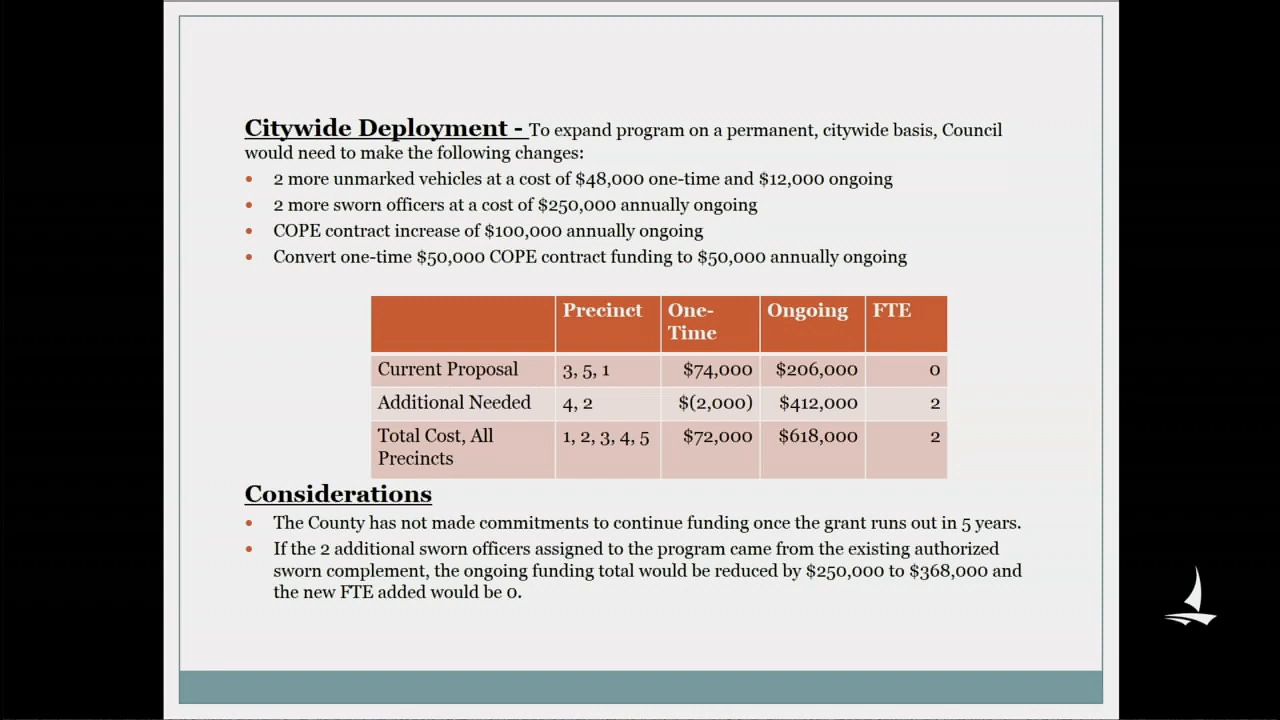 Citywide Deployment - To expand program on a permanent, citywide basis, Council
would need to make the following changes:
• 2 more unmarked vehicles at a cost of $48,000 one-time and $12,000 ongoing
• 2 more sworn officers at a cost of $250,000 annually ongoing
• COPE contract increase of $100,000 annually ongoing
• Convert one-time $50,000 COPE contract funding to $50,000 annually ongoing
Precinct One- Ongoing FTE
Time
Current Proposal 3, 5, 1 $74,000 $206,000 0
Additional Needed 4, 2 $(2,000) $412,000 2
Total Cost, All 1, 2, 3, 4, 5 $72,000 $618,000 2
Precincts
Considerations
• The County has not made commitments to continue funding once the grant runs out in 5 years.
• If the 2 additional sworn officers assigned to the program came from the existing authorized
sworn complement, the ongoing funding total would be reduced by $250,000 to $368,000 and
the new FTE added would be 0.